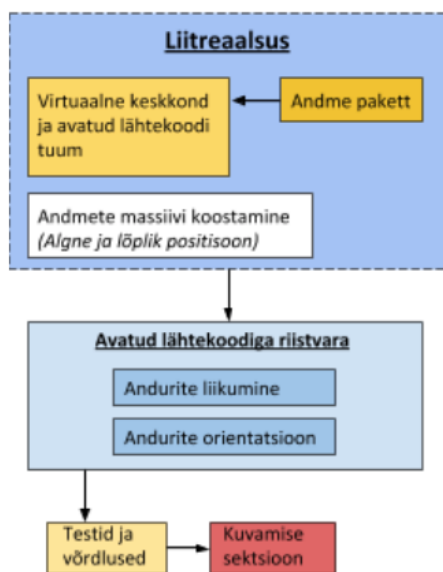 Liitreaalsus
Virtuaalne keskkond
ja avatud lähtekoodi
tuum
Andme pakett
Andmete massiivi koostamine
(Algne ja lõplik positisoon)
Avatud lähtekoodiga riistvara
Andurite liikumine
Andurite orientatsioon
Testid ja
võrdlused
Kuvamise
sektsioon